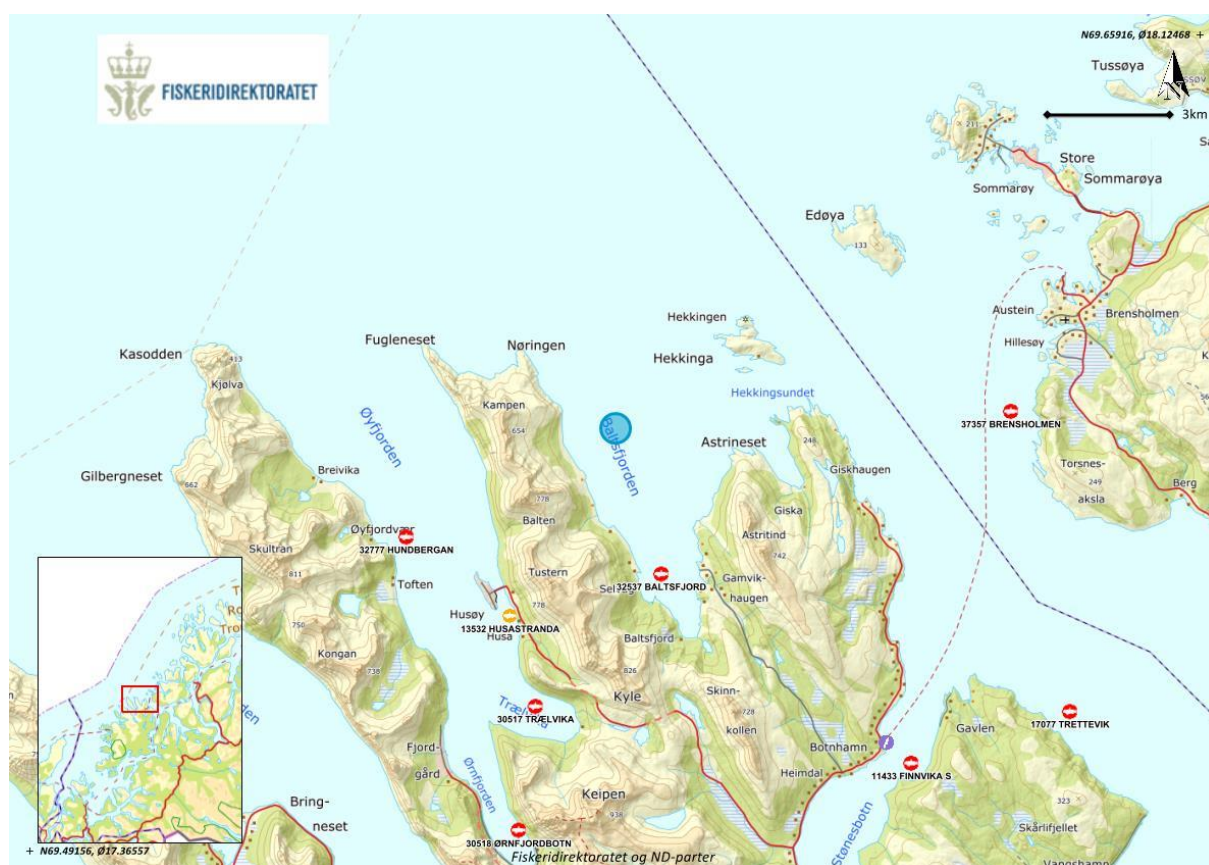 N69.65916, Ø18.12468 +
FISKERIDIREKTORATET
Tussøya
N
3km
211
Store
Sommarøya
Sommarøy
Edøya
133
Hekkingen
Austein
Brensholmen
Hillesøy
Fugleneset
Nøringen
Kasodden
413
Kjølva
Hekkinga
Hekkingsundet
Kampen
654
Øyfjorden
Baltsfjorden
37357 BRENSHOLMEN
Astrineset
248
Giskhaugen
Torsnes-
aksla
249
Berg
Gilbergneset
662
Breivika
778
Balten
Giska
Astritind
742
Øyfjordvær
32777 HUNDBERGAN
Skultran
811
Toften
Tustern
778
32537 BALTSFJORD
Gamvik-
haugen
Husøy
13532 HUSASTRANDA
Husa
Baltsfjord
750
Kongan
738
826
Kyle
Skinn-
kollen
728
30517 TRÆLVIKA
17077 TRETTEVIK
Gavlen
Botnhamn
Heimdal
11433 FINNVIKA S
Fjord-
gård
Ørnfjorden
Keipen
938
Stønesbotn
323
Skårlifjellet
Bring-
neset
30518 ØRNFJORDBOTN
+ N69.49156, Ø17.36557
Fiskeridirektoratet og ND-parter